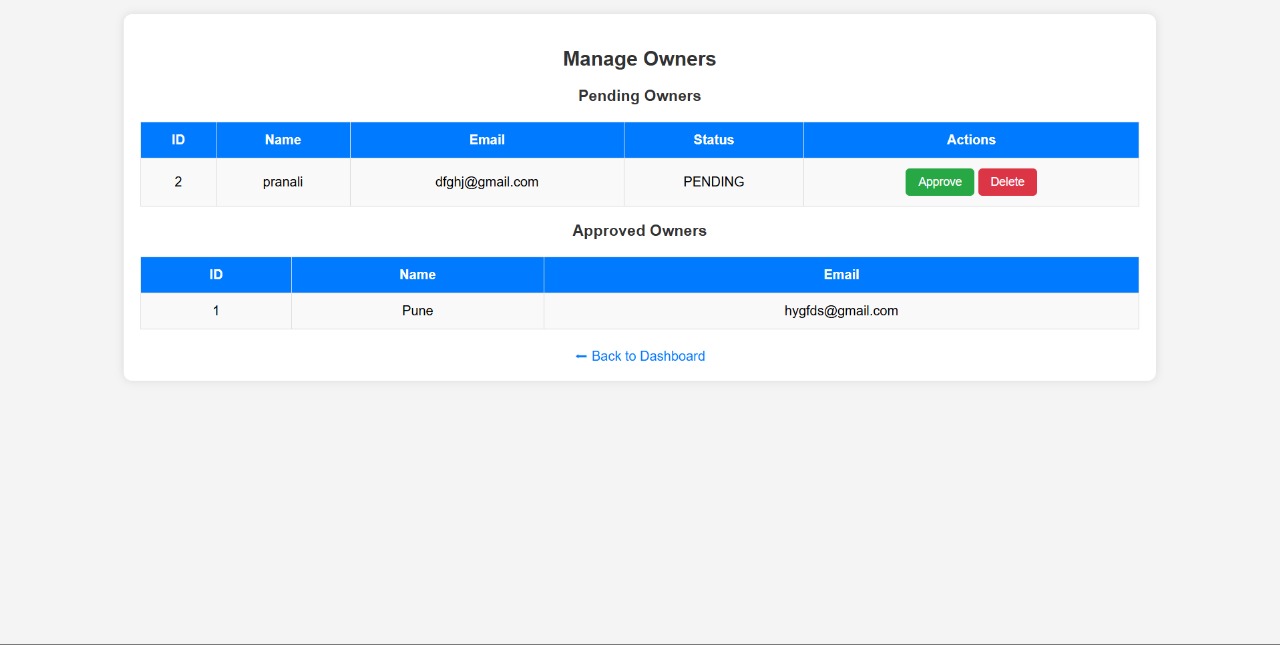 Manage Owners
Pending Owners
ID Name Email Status Actions
2 pranali dfghj@gmail.com PENDING Approve Delete
Approved Owners
ID Name Email
1 Pune hygfds@gmail.com
← Back to Dashboard